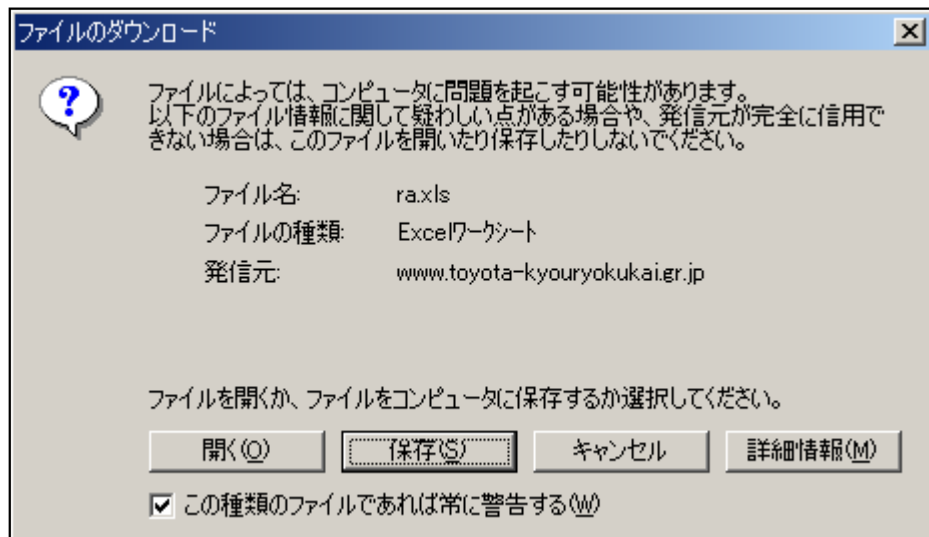 ファイルのダウンロード
?
ファイルによっては、コンピュータに問題を起こす可能性があります。
以下のファイル情報に関して疑わしい点がある場合や、発信元が完全に信用で
きない場合は、このファイルを開いたり保存したりしないでください。
ファイル名: ra.xls
ファイルの種類: Excelワークシート
発信元: www.toyota-kyouryokukai.gr.jp
ファイルを開くか、ファイルをコンピュータに保存するか選択してください。
開く(O) 保存(S) キャンセル 詳細情報(M)
この種類のファイルであれば常に警告する(W)